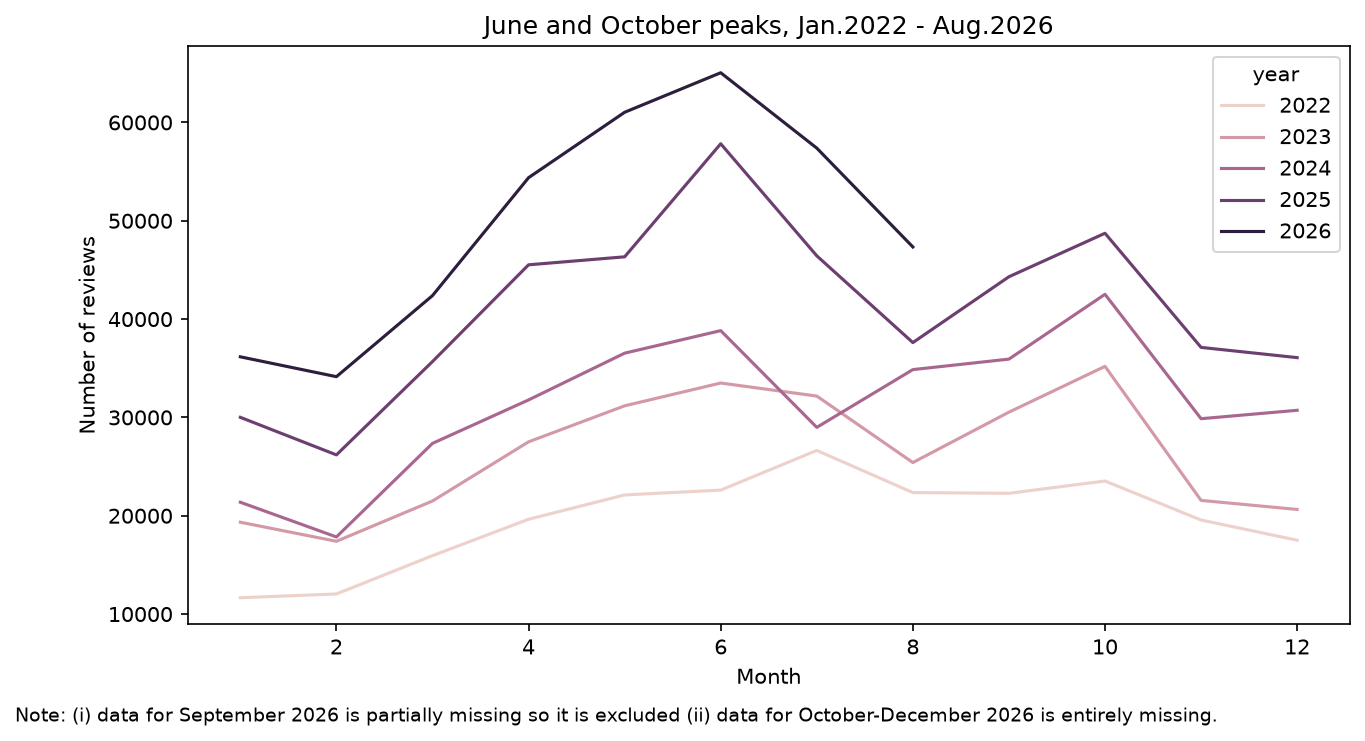 June and October peaks, Jan.2022 - Aug.2026
year
2022
2023
2024
2025
2026
60000
50000
40000
30000
20000
10000
Number of reviews
2 4 6 8 10 12
Month
Note: (i) data for September 2026 is partially missing so it is excluded (ii) data for October-December 2026 is entirely missing.